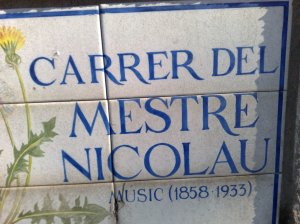 CARRER DEL
MESTRE
NICOLAU
MUSIC (1858-1933)